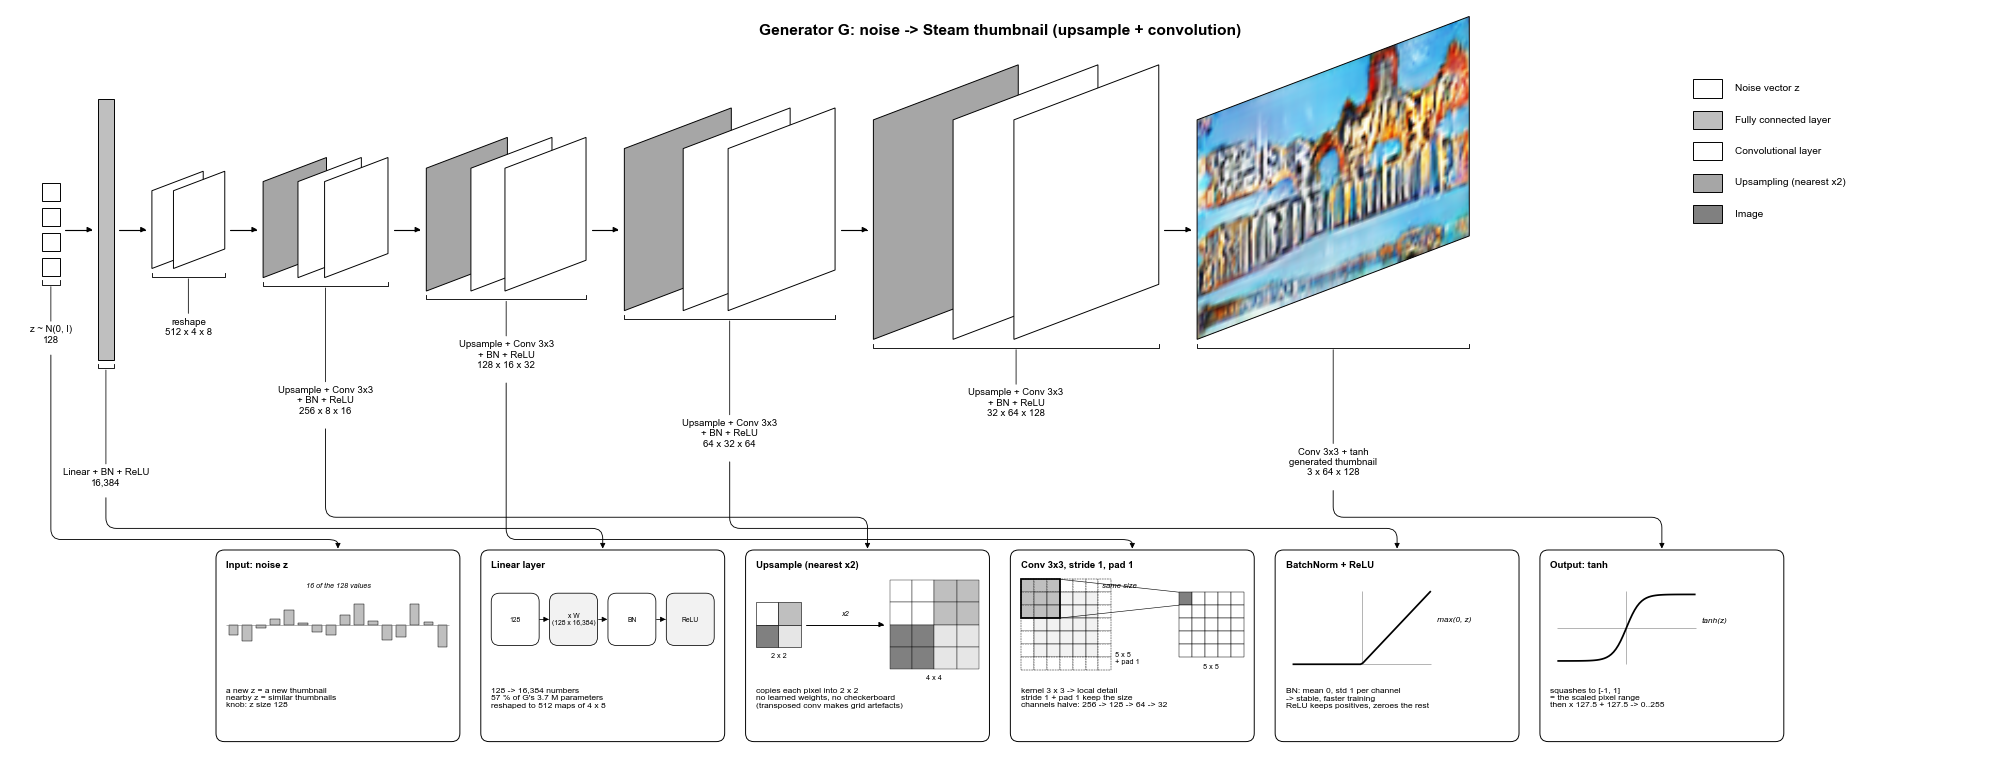 Generator G: noise -> Steam thumbnail (upsample + convolution)
Noise vector z
Fully connected layer
Convolutional layer
Upsampling (nearest x2)
Image
z ~ N(0, I)
128
Linear + BN + ReLU
16,384
reshape
512 x 4 x 8
Upsample + Conv 3x3
+ BN + ReLU
256 x 8 x 16
Upsample + Conv 3x3
+ BN + ReLU
128 x 16 x 32
Upsample + Conv 3x3
+ BN + ReLU
64 x 32 x 64
Upsample + Conv 3x3
+ BN + ReLU
32 x 64 x 128
Conv 3x3 + tanh
generated thumbnail
3 x 64 x 128
Input: noise z
16 of the 128 values
a new z = a new thumbnail
nearby z = similar thumbnails
knob: z size 128
Linear layer
128
x W
(128 x 16,384)
BN
ReLU
128 -> 16,384 numbers
57 % of G's 3.7 M parameters
reshaped to 512 maps of 4 x 8
Upsample (nearest x2)
x2
2 x 2
4 x 4
copies each pixel into 2 x 2
no learned weights, no checkerboard
(transposed conv makes grid artefacts)
Conv 3x3, stride 1, pad 1
same size
5 x 5
+ pad 1
5 x 5
kernel 3 x 3 -> local detail
stride 1 + pad 1 keep the size
channels halve: 256 -> 128 -> 64 -> 32
BatchNorm + ReLU
max(0, z)
BN: mean 0, std 1 per channel
-> stable, faster training
ReLU keeps positives, zeroes the rest
Output: tanh
tanh(z)
squashes to [-1, 1]
= the scaled pixel range
then x 127.5 + 127.5 -> 0..255